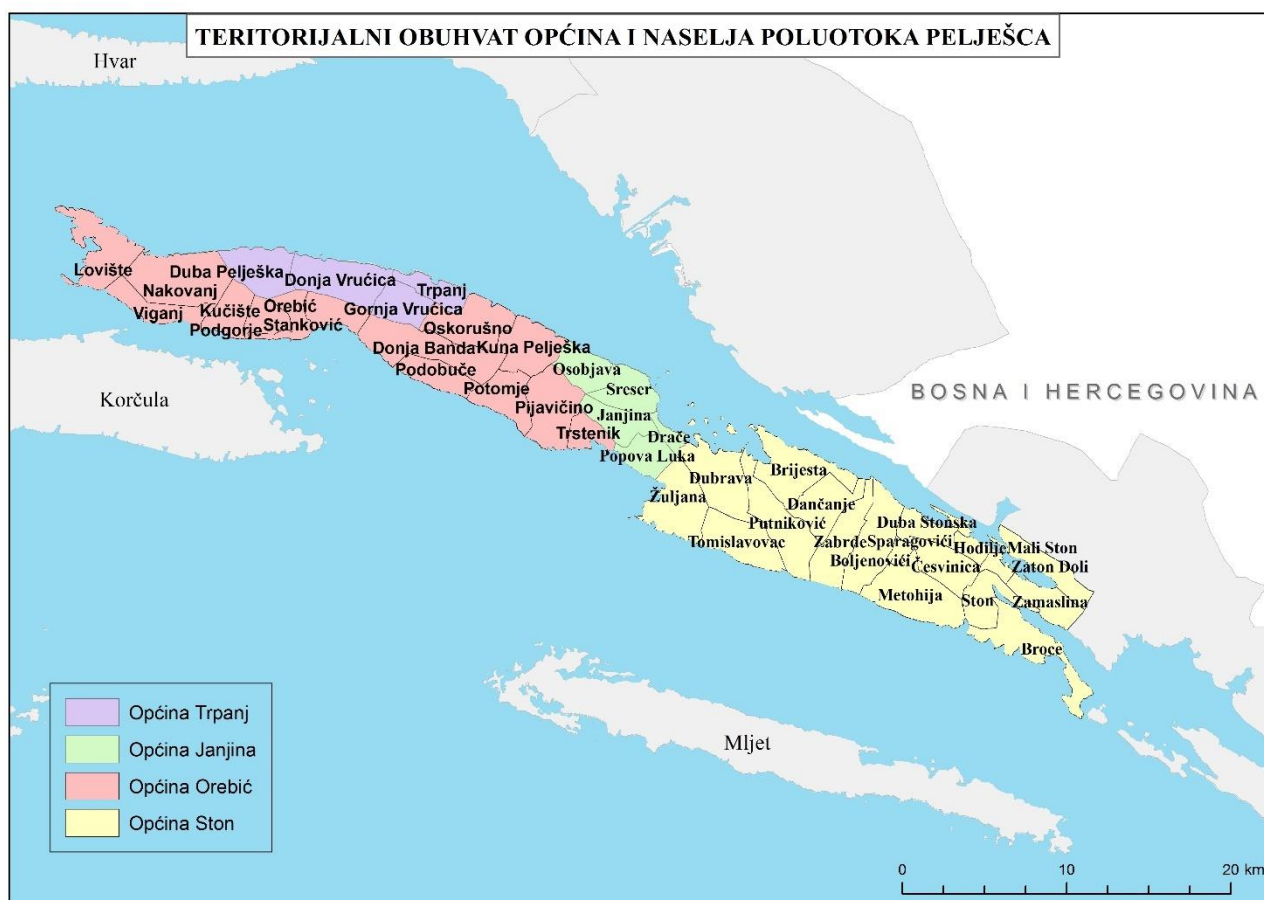 TERITORIJALNI OBUHVAT OPĆINA I NASELJA POLUOTOKA PELJEŠCA
Hvar
Lovište
Duba Pelješka
Donja Vrućica
Trpanj
Nakovanj
Viganj
Kučište
Orebić
Gornja Vrućica
Podgorje
Stanković
Oskorušno
Donja Banda
Kuna Pelješka
Podobuče
Osobjava
Potomje
Sreser
BOSNA I HERCEGOVINA
Korčula
Pijavičino
Janjina
Trstenik
Drače
Popova Luka
Brijesta
Dubrava
Žuljana
Dančanje
Putniković
Duba Stonska
Tomislavovac
Zabrđe
Sparagovići
Hodilje
Mali Ston
Boljenovići
Česvinica
Zaton Doli
Metohija
Ston
Zamaslina
Broce
Mljet
Općina Trpanj
Općina Janjina
Općina Orebić
Općina Ston
0 10 20 km